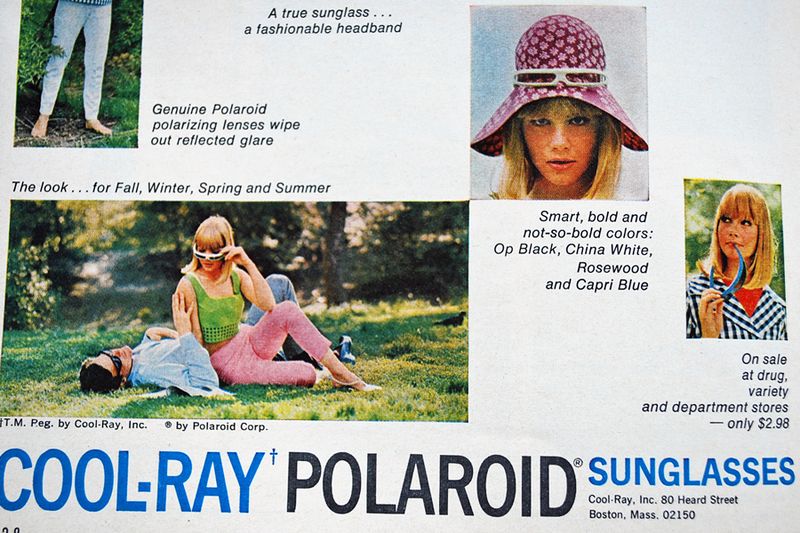 A true sunglass . . .
a fashionable headband
Genuine Polaroid
polarizing lenses wipe
out reflected glare
The look . . . for Fall, Winter, Spring and Summer
Smart, bold and
not-so-bold colors:
Op Black, China White,
Rosewood
and Capri Blue
On sale
at drug,
variety
and department stores
— only $2.98
†T.M. Peg. by Cool-Ray, Inc. ® by Polaroid Corp.
COOL-RAY† POLAROID® SUNGLASSES
Cool-Ray, Inc. 80 Heard Street
Boston, Mass. 02150